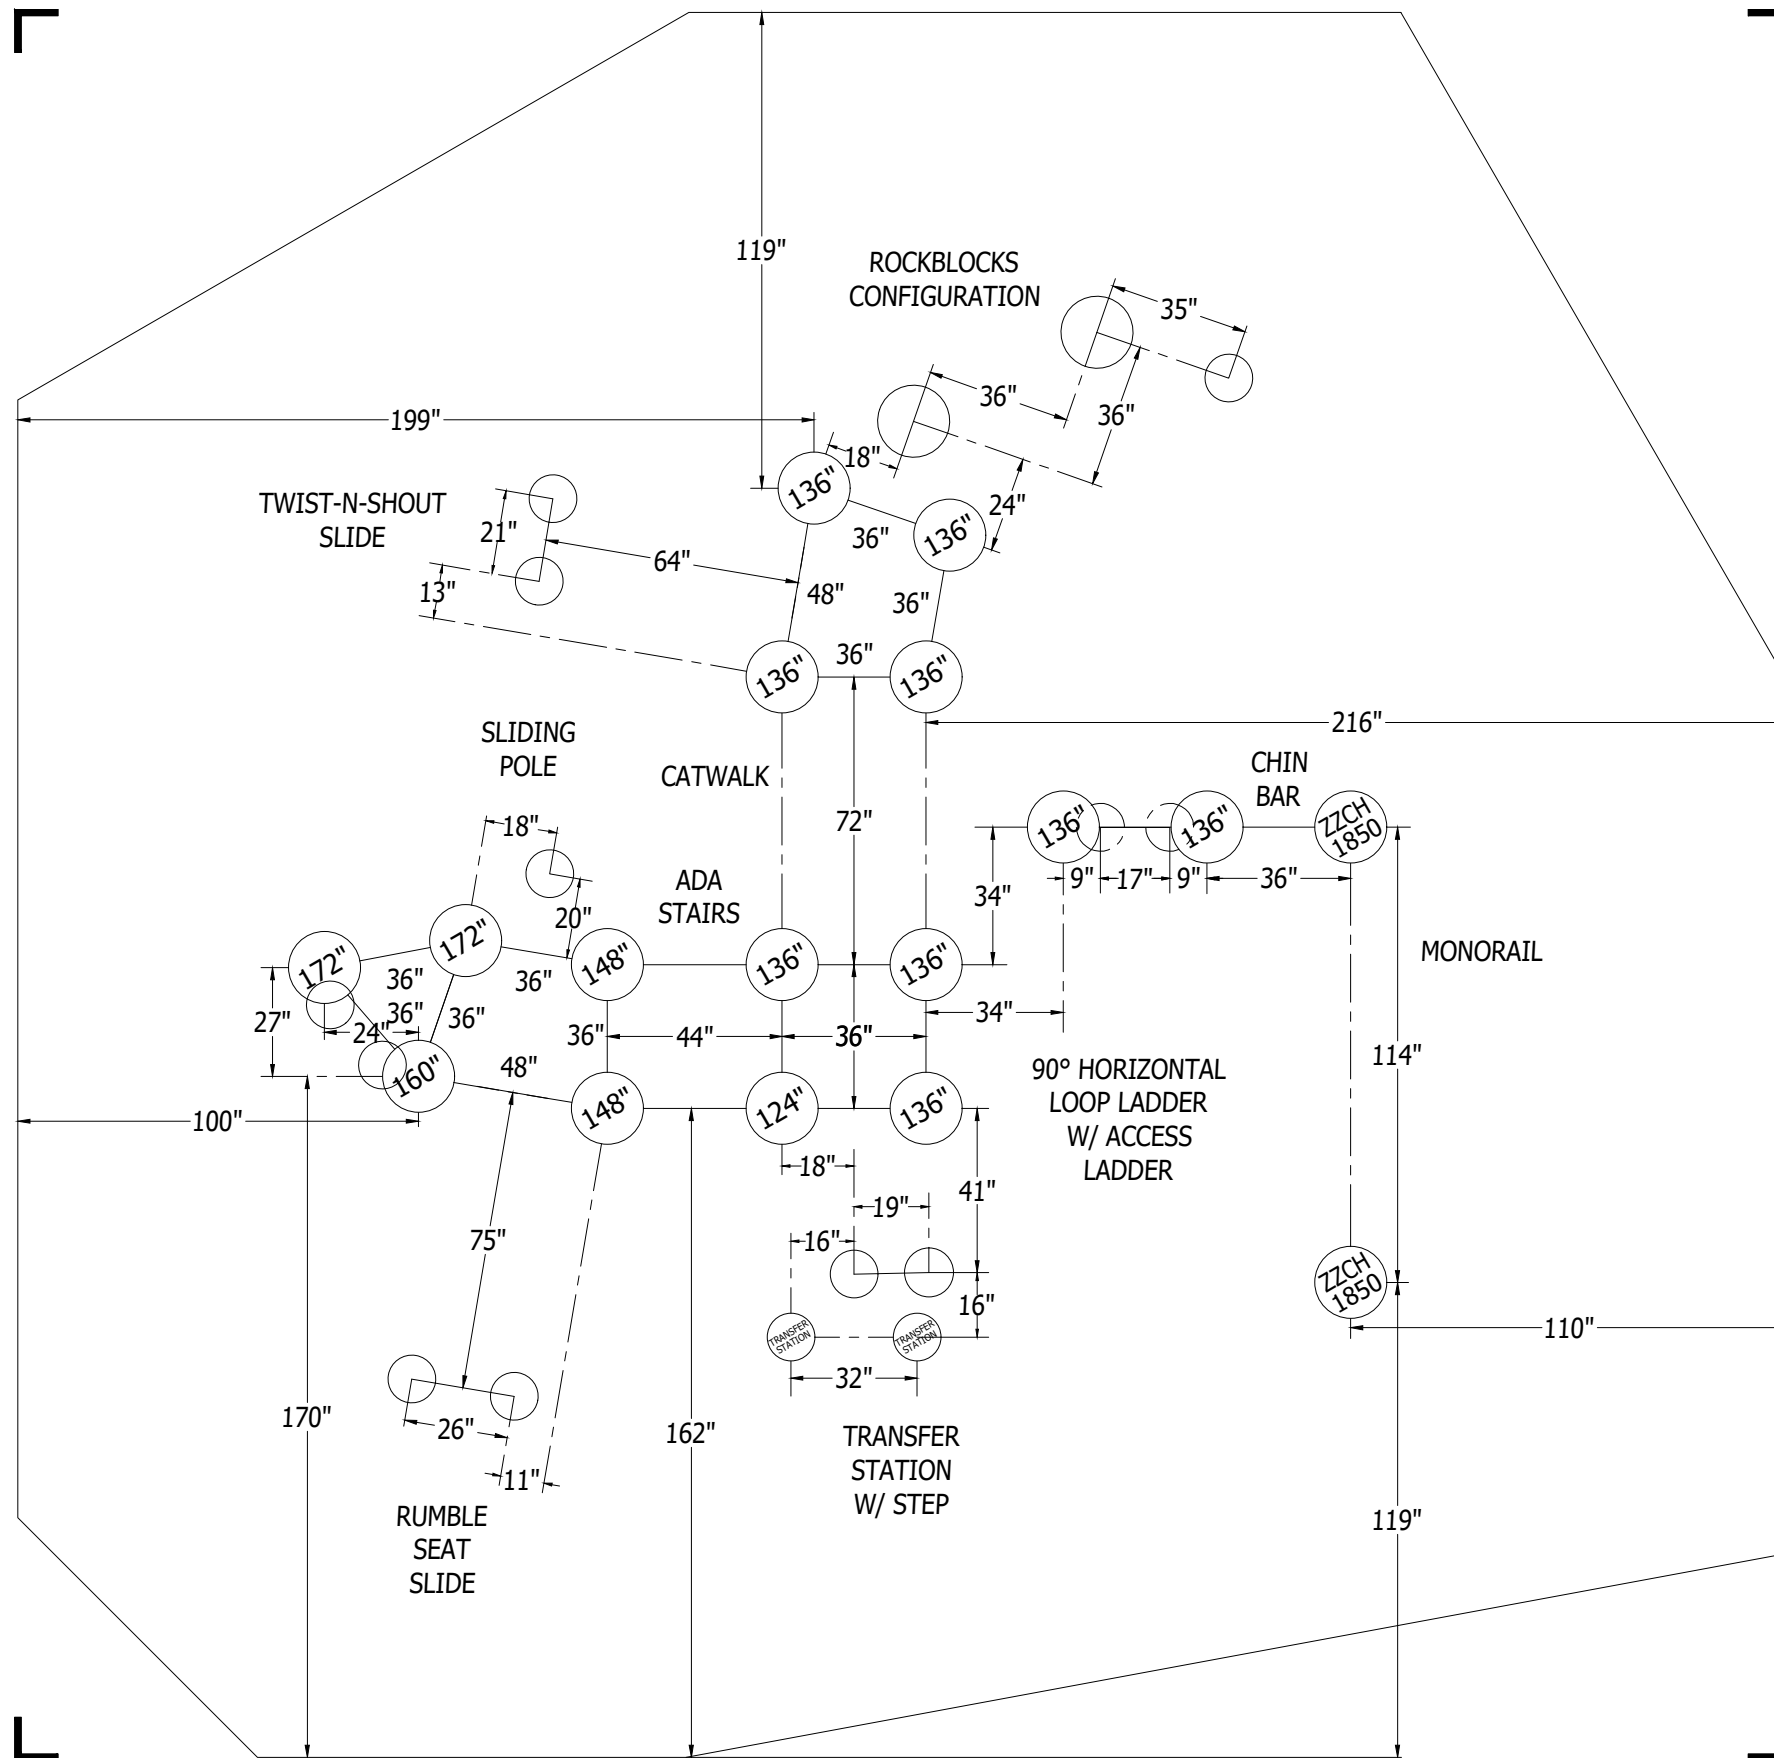 119"
ROCKBLOCKS
CONFIGURATION
35"
36"
36"
199"
18"
136"
24"
TWIST-N-SHOUT
SLIDE
21"
36"
136"
64"
13"
48"
36"
36"
136"
136"
216"
SLIDING
POLE
CATWALK
CHIN
BAR
18"
72"
136"
136"
ZZCH
1850
ADA
STAIRS
34"
9"
17"
9"
36"
20"
172"
172"
148"
136"
136"
MONORAIL
36"
36"
36"
27"
24"
36"
36"
44"
36"
34"
114"
48"
160"
90° HORIZONTAL
LOOP LADDER
W/ ACCESS
LADDER
100"
148"
124"
136"
18"
41"
19"
75"
16"
ZZCH
1850
16"
110"
TRANSFER
STATION
TRANSFER
STATION
32"
170"
26"
162"
TRANSFER
STATION
W/ STEP
11"
119"
RUMBLE
SEAT
SLIDE